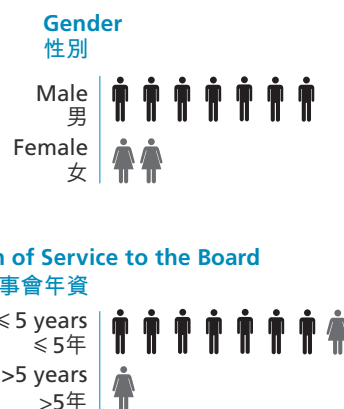 Gender
性別
Male
男
Female
女
of Service to the Board
事會年資
≤ 5 years
≤ 5年
>5 years
>5年